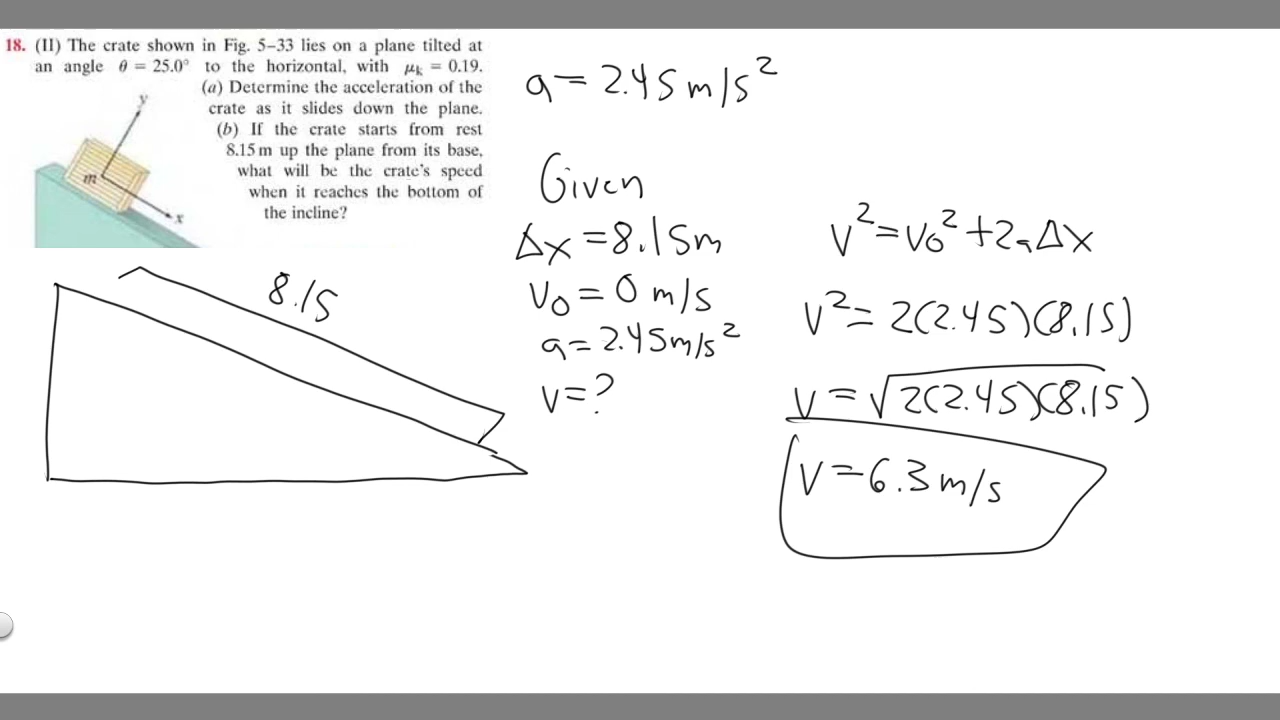 18. (II) The crate shown in Fig. 5–33 lies on a plane tilted at
an angle θ = 25.0° to the horizontal, with μk = 0.19.
(a) Determine the acceleration of the
crate as it slides down the plane.
(b) If the crate starts from rest
8.15 m up the plane from its base,
what will be the crate's speed
when it reaches the bottom of
the incline?
y
m
x
8.15
a = 2.45 m/s²
Given
Δx = 8.15m
v₀ = 0 m/s
a = 2.45m/s²
v = ?
v² = v₀² + 2aΔx
v² = 2(2.45)(8.15)
v = √2(2.45)(8.15)
v = 6.3 m/s